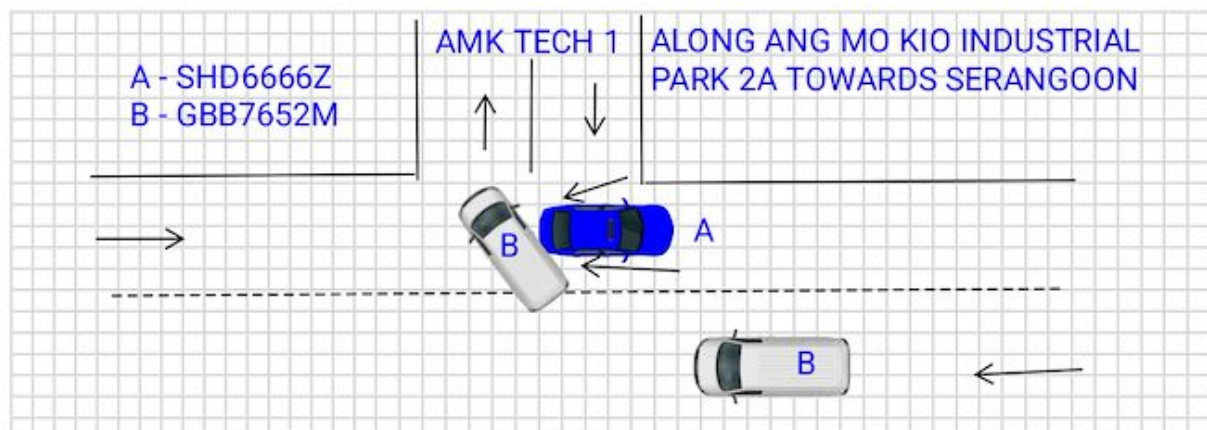 A - SHD6666Z
B - GBB7652M
AMK TECH 1
ALONG ANG MO KIO INDUSTRIAL
PARK 2A TOWARDS SERANGOON
B
A
B